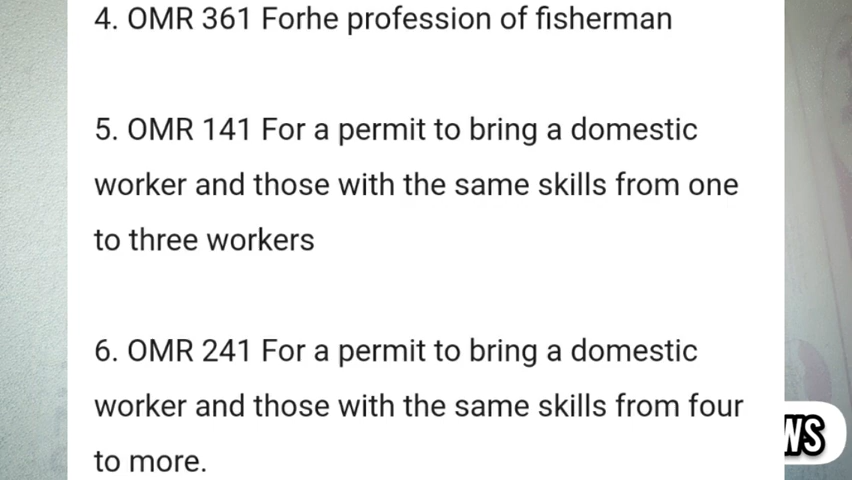 4. OMR 361 Forhe profession of fisherman
5. OMR 141 For a permit to bring a domestic
worker and those with the same skills from one
to three workers
6. OMR 241 For a permit to bring a domestic
worker and those with the same skills from four
to more.
WS